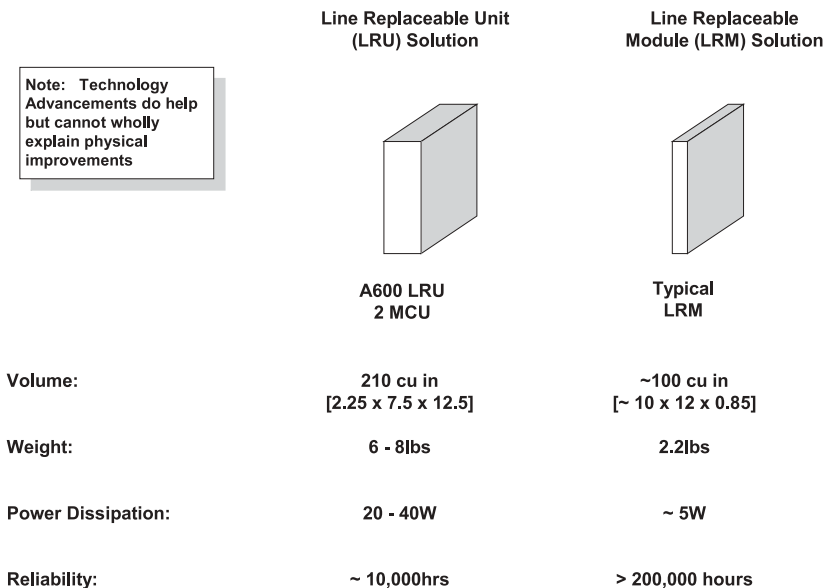 Line Replaceable Unit
(LRU) Solution
Line Replaceable
Module (LRM) Solution
Note: Technology
Advancements do help
but cannot wholly
explain physical
improvements
A600 LRU
2 MCU
Typical
LRM
Volume: 210 cu in ~100 cu in
[2.25 x 7.5 x 12.5] [~ 10 x 12 x 0.85]
Weight: 6 - 8lbs 2.2lbs
Power Dissipation: 20 - 40W ~ 5W
Reliability: ~ 10,000hrs > 200,000 hours